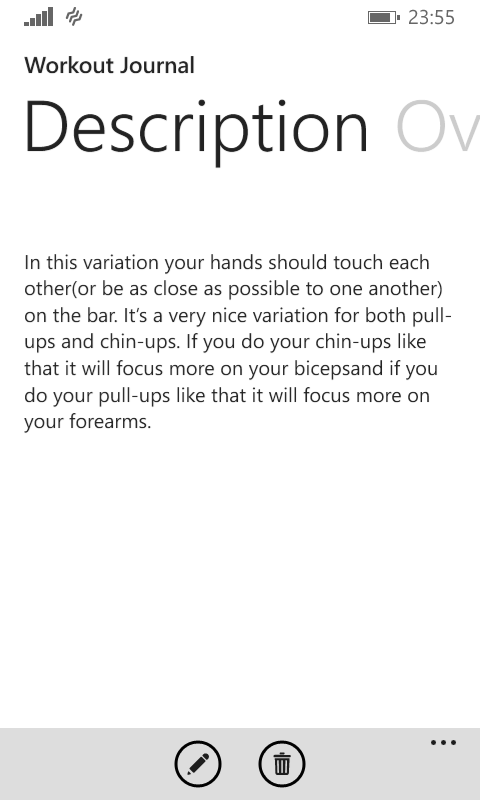 23:55
Workout Journal
Description Ov
In this variation your hands should touch each
other(or be as close as possible to one another)
on the bar. It's a very nice variation for both pull-
ups and chin-ups. If you do your chin-ups like
that it will focus more on your bicepsand if you
do your pull-ups like that it will focus more on
your forearms.